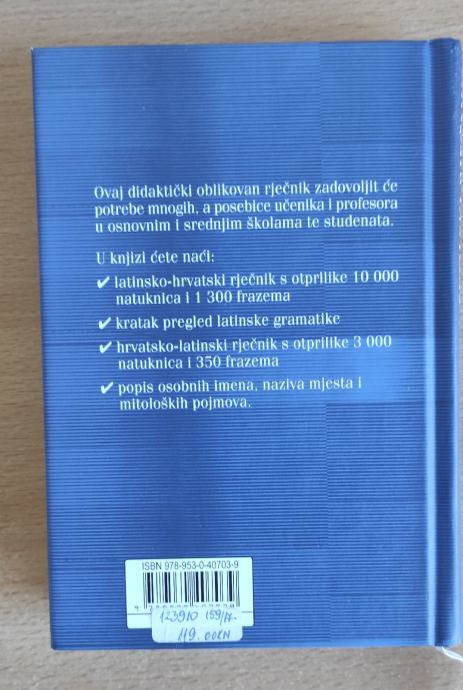 Ovaj didaktički oblikovan rječnik zadovoljit će
potrebe mnogih, a posebice učenika i profesora
u osnovnim i srednjim školama te studenata.
U knjizi ćete naći:
✔ latinsko-hrvatski rječnik s otprilike 10 000
natuknica i 1 300 frazema
✔ kratak pregled latinske gramatike
✔ hrvatsko-latinski rječnik s otprilike 3 000
natuknica i 350 frazema
✔ popis osobnih imena, naziva mjesta i
mitoloških pojmova.
ISBN 978-953-0-40703-9
123910
119.00KN